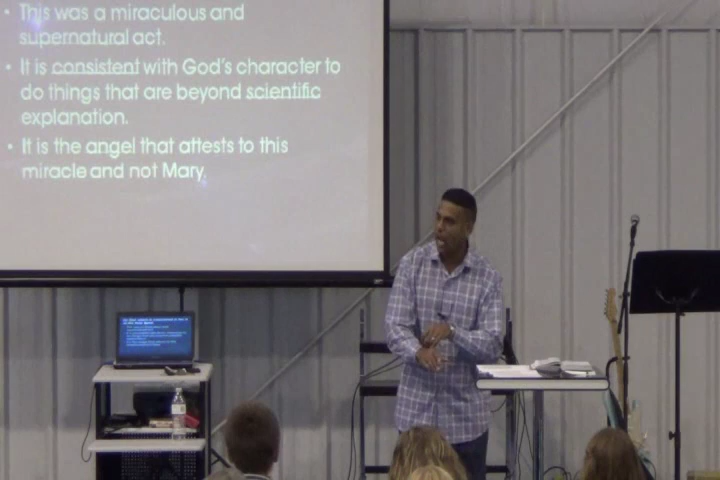 • This was a miraculous and
supernatural act.
• It is consistent with God's character to
do things that are beyond scientific
explanation.
• It is the angel that attests to this
miracle and not Mary.